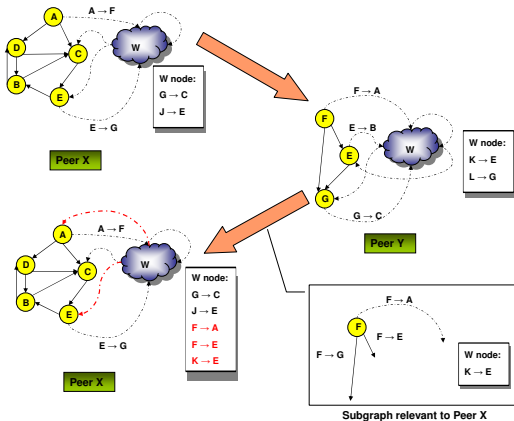 A
A → F
D
C
W
B
E
E → G
W node:
G → C
J → E
Peer X
F → A
F
E → B
W
E
G
G → C
W node:
K → E
L → G
Peer Y
A
A → F
D
C
W
B
E
E → G
W node:
G → C
J → E
F → A
F → E
K → E
Peer X
F → A
F
F → E
F → G
W node:
K → E
Subgraph relevant to Peer X